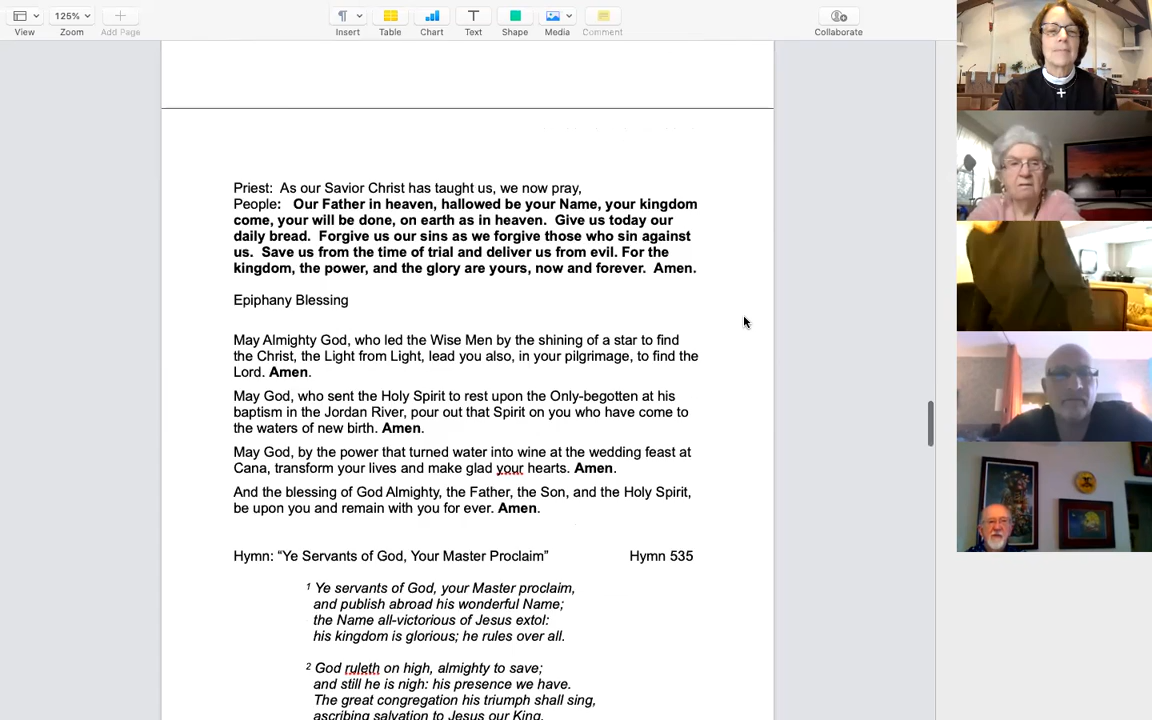 125%
View
Zoom
Add Page
Insert
Table
Chart
Text
Shape
Media
Comment
Collaborate
Priest: As our Savior Christ has taught us, we now pray,
People: Our Father in heaven, hallowed be your Name, your kingdom
come, your will be done, on earth as in heaven. Give us today our
daily bread. Forgive us our sins as we forgive those who sin against
us. Save us from the time of trial and deliver us from evil. For the
kingdom, the power, and the glory are yours, now and forever. Amen.
Epiphany Blessing
May Almighty God, who led the Wise Men by the shining of a star to find
the Christ, the Light from Light, lead you also, in your pilgrimage, to find the
Lord. Amen.
May God, who sent the Holy Spirit to rest upon the Only-begotten at his
baptism in the Jordan River, pour out that Spirit on you who have come to
the waters of new birth. Amen.
May God, by the power that turned water into wine at the wedding feast at
Cana, transform your lives and make glad your hearts. Amen.
And the blessing of God Almighty, the Father, the Son, and the Holy Spirit,
be upon you and remain with you for ever. Amen.
Hymn: “Ye Servants of God, Your Master Proclaim” Hymn 535
1 Ye servants of God, your Master proclaim,
and publish abroad his wonderful Name;
the Name all-victorious of Jesus extol:
his kingdom is glorious; he rules over all.
2 God ruleth on high, almighty to save;
and still he is nigh: his presence we have.
The great congregation his triumph shall sing,
ascribing salvation to Jesus our King.